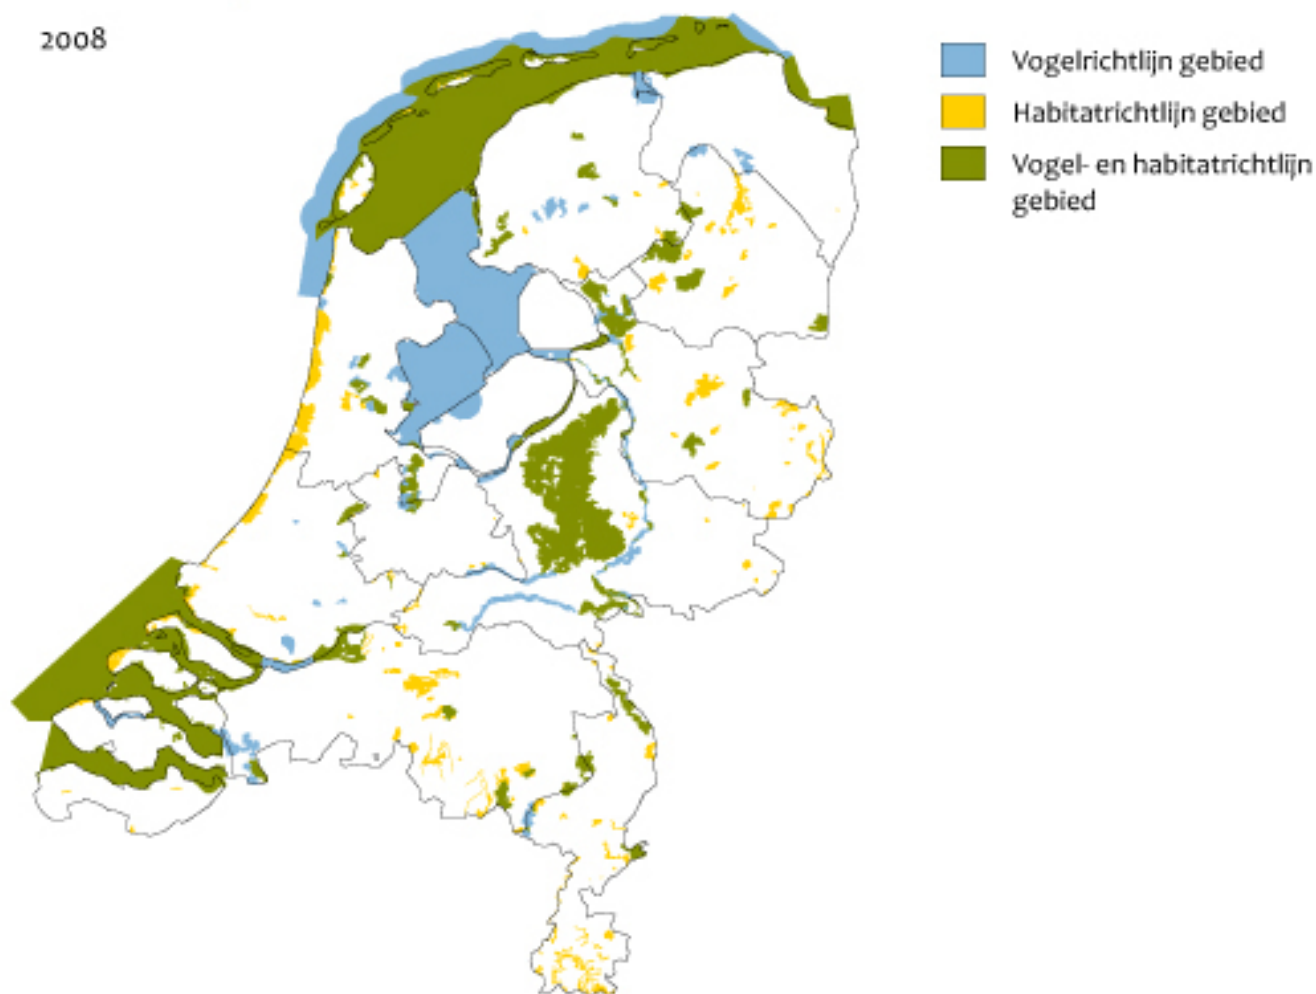 2008
Vogelrichtlijn gebied
Habitatrichtlijn gebied
Vogel- en habitatrichtlijn
gebied